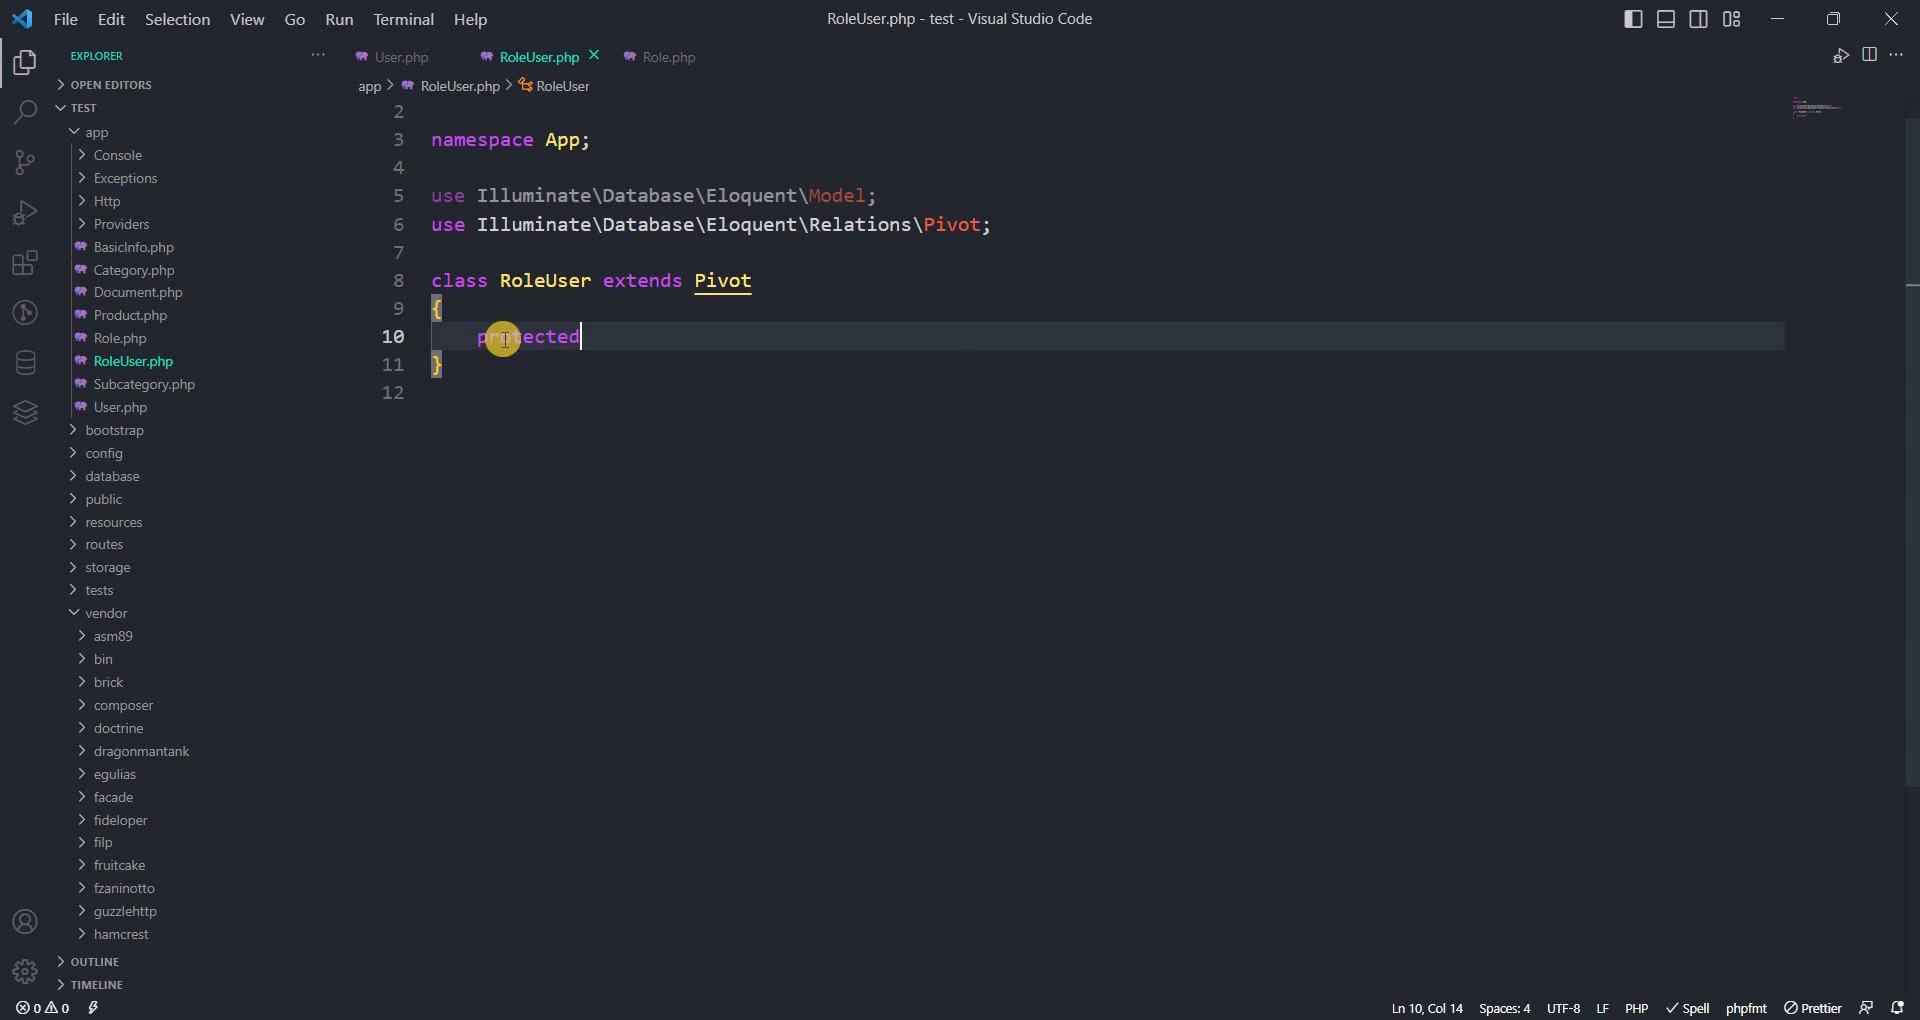 File Edit Selection View Go Run Terminal Help
RoleUser.php - test - Visual Studio Code
EXPLORER
OPEN EDITORS
TEST
app
Console
Exceptions
Http
Providers
BasicInfo.php
Category.php
Document.php
Product.php
Role.php
RoleUser.php
Subcategory.php
User.php
bootstrap
config
database
public
resources
routes
storage
tests
vendor
asm89
bin
brick
composer
doctrine
dragonmantank
egulias
facade
fideloper
filp
fruitcake
fzaninotto
guzzlehttp
hamcrest
OUTLINE
TIMELINE
User.php RoleUser.php Role.php
app > RoleUser.php > RoleUser
2
3 namespace App;
4
5 use Illuminate\Database\Eloquent\Model;
6 use Illuminate\Database\Eloquent\Relations\Pivot;
7
8 class RoleUser extends Pivot
9 {
10 protected
11 }
12
0 0
Ln 10, Col 14 Spaces: 4 UTF-8 LF PHP Spell phpfmt Prettier